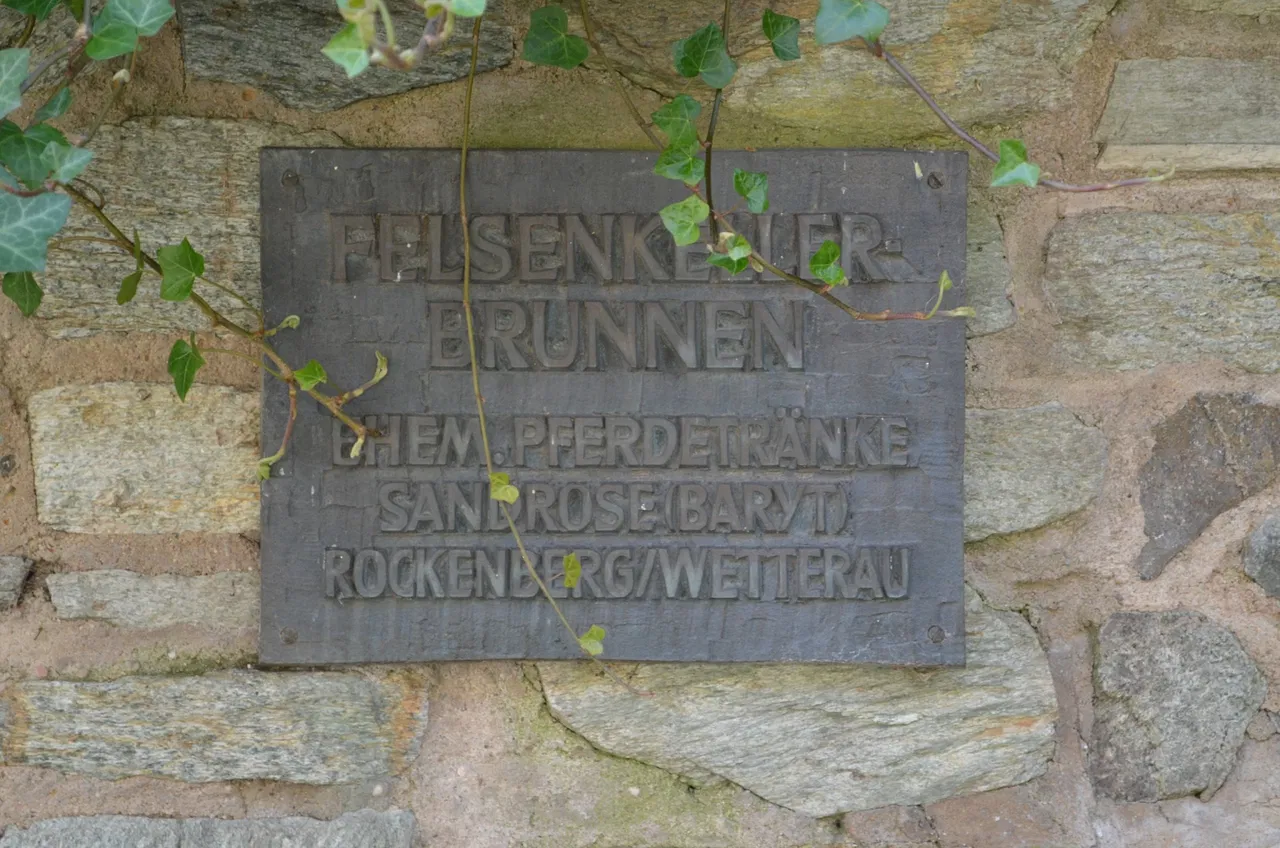 FELSENKELLER-
BRUNNEN
EHEM. PFERDETRÄNKE
SANDROSE (BARYT)
ROCKENBERG/WETTERAU